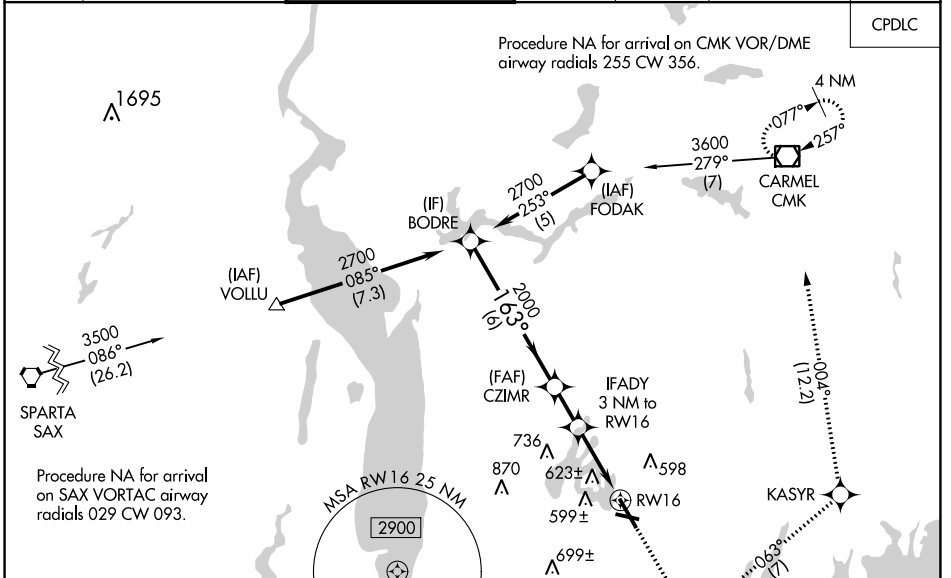 CPDLC
Procedure NA for arrival on CMK VOR/DME
airway radials 255 CW 356.
1695
4 NM
077°
257°
3600
279°
(7)
CARMEL
CMK
2700
253°
(5)
(IAF)
FODAK
(IF)
BODRE
2700
085°
(7.3)
(IAF)
VOLLU
2000
163°
(6)
3500
086°
(26.2)
SPARTA
SAX
(FAF)
CZIMR
IFADY
3 NM to
RW16
004°
(12.2)
736
870
623±
598
599±
RW16
KASYR
Procedure NA for arrival
on SAX VORTAC airway
radials 029 CW 093.
MSA RW16 25 NM
2900
699±
063°
(7)